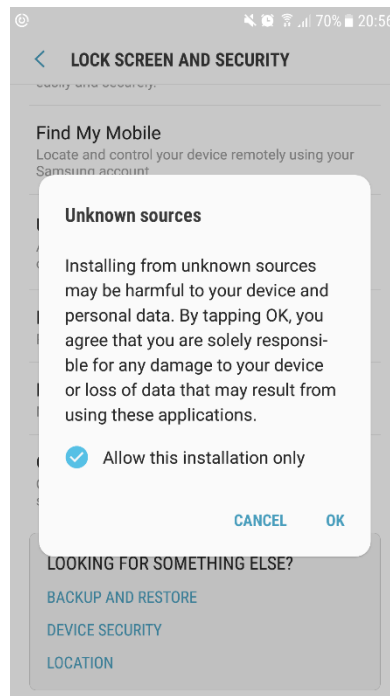 70% 20:56
LOCK SCREEN AND SECURITY
easily and securely.
Find My Mobile
Locate and control your device remotely using your
Samsung account.
Unknown sources
Installing from unknown sources
may be harmful to your device and
personal data. By tapping OK, you
agree that you are solely responsi-
ble for any damage to your device
or loss of data that may result from
using these applications.
Allow this installation only
CANCEL OK
LOOKING FOR SOMETHING ELSE?
BACKUP AND RESTORE
DEVICE SECURITY
LOCATION